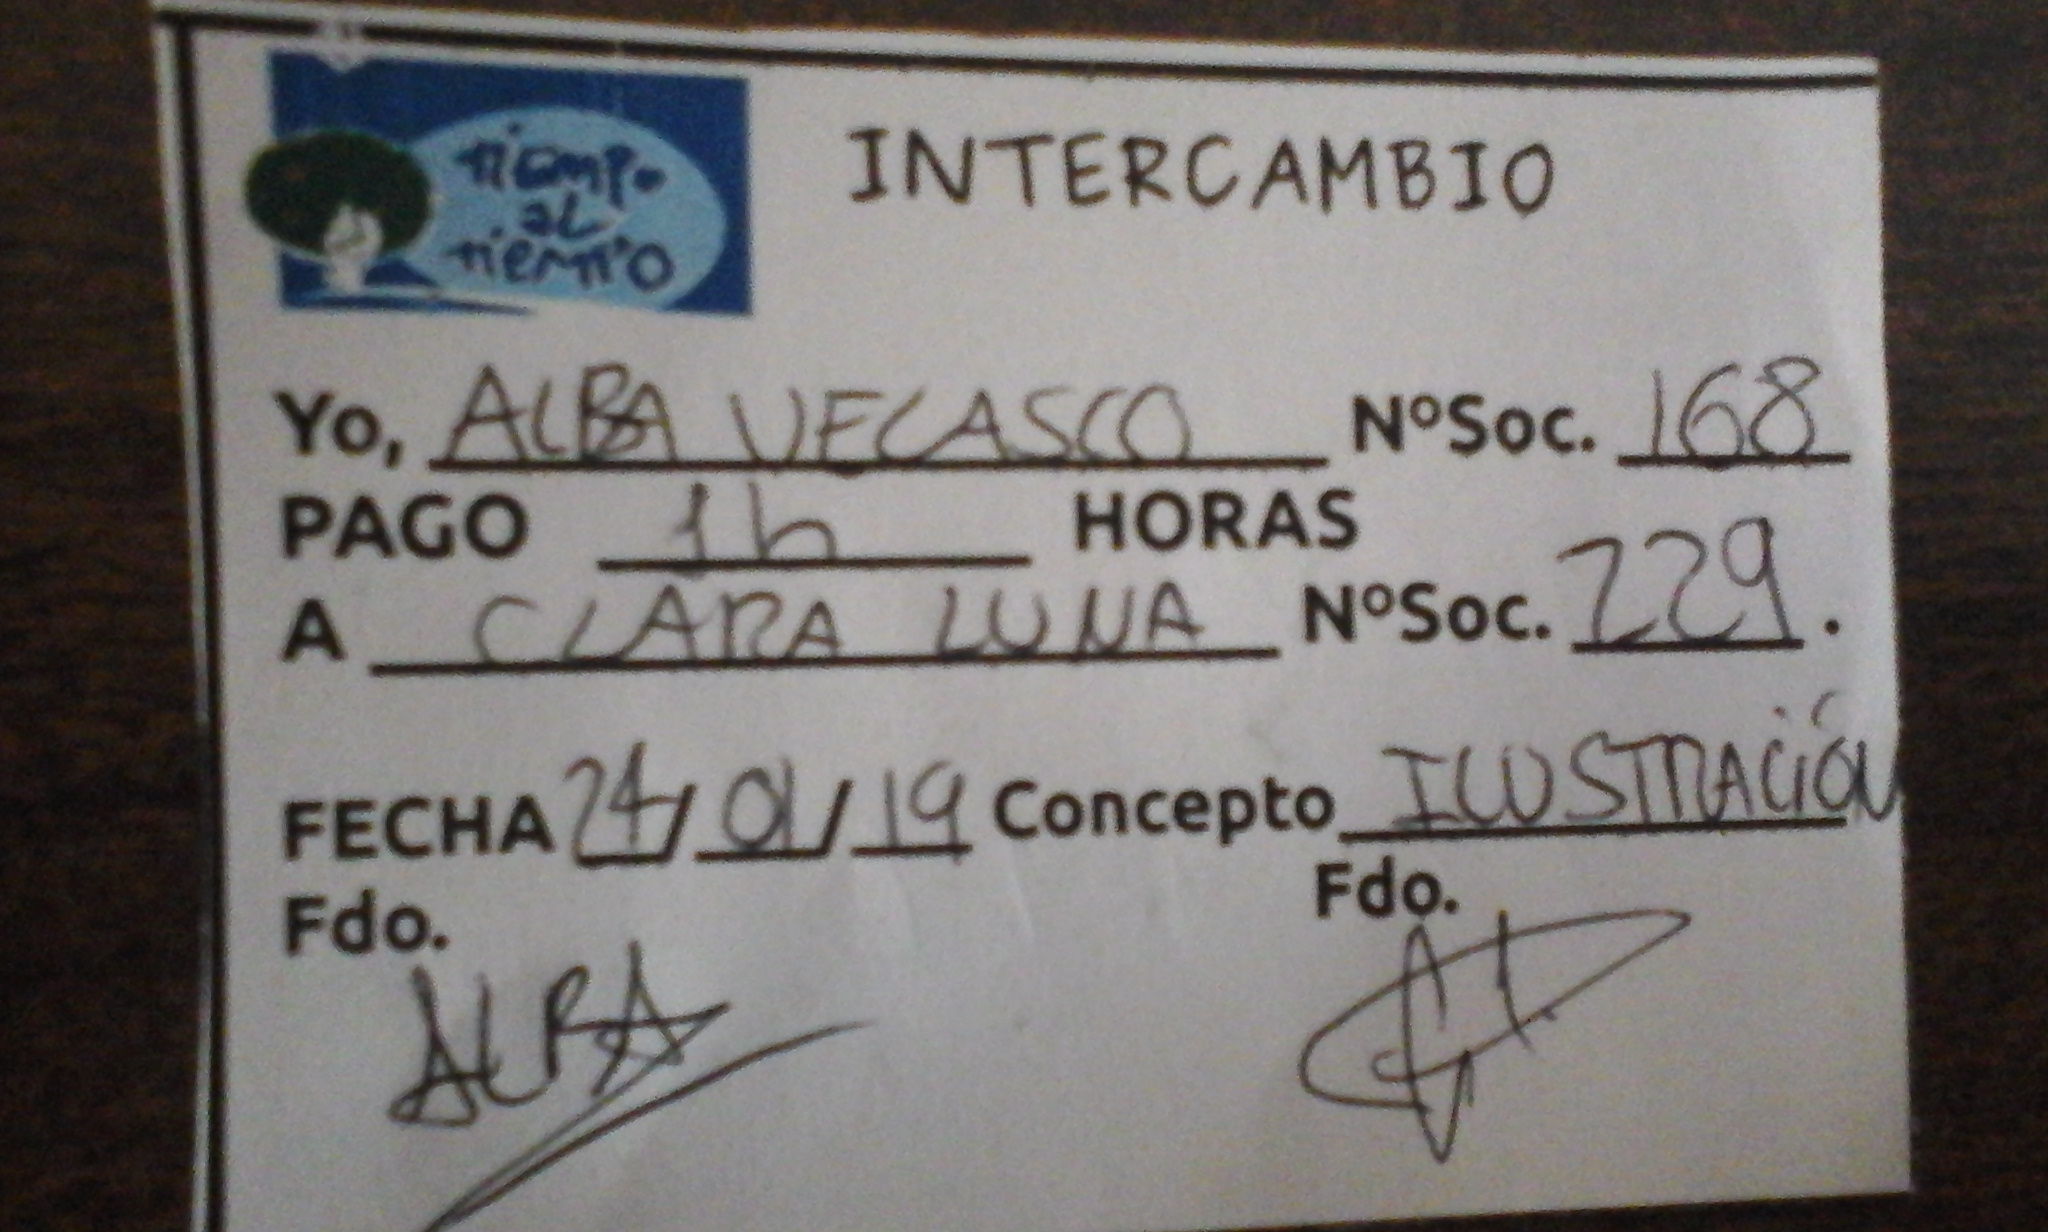 tiempo
al
tiempo
INTERCAMBIO
Yo, ALBA VELASCO NºSoc. 168
PAGO 1h HORAS
A CLARA LUNA NºSoc. 229.
FECHA 24/01/19 Concepto ILUSTRACIÓN
Fdo. Fdo.
ALBA